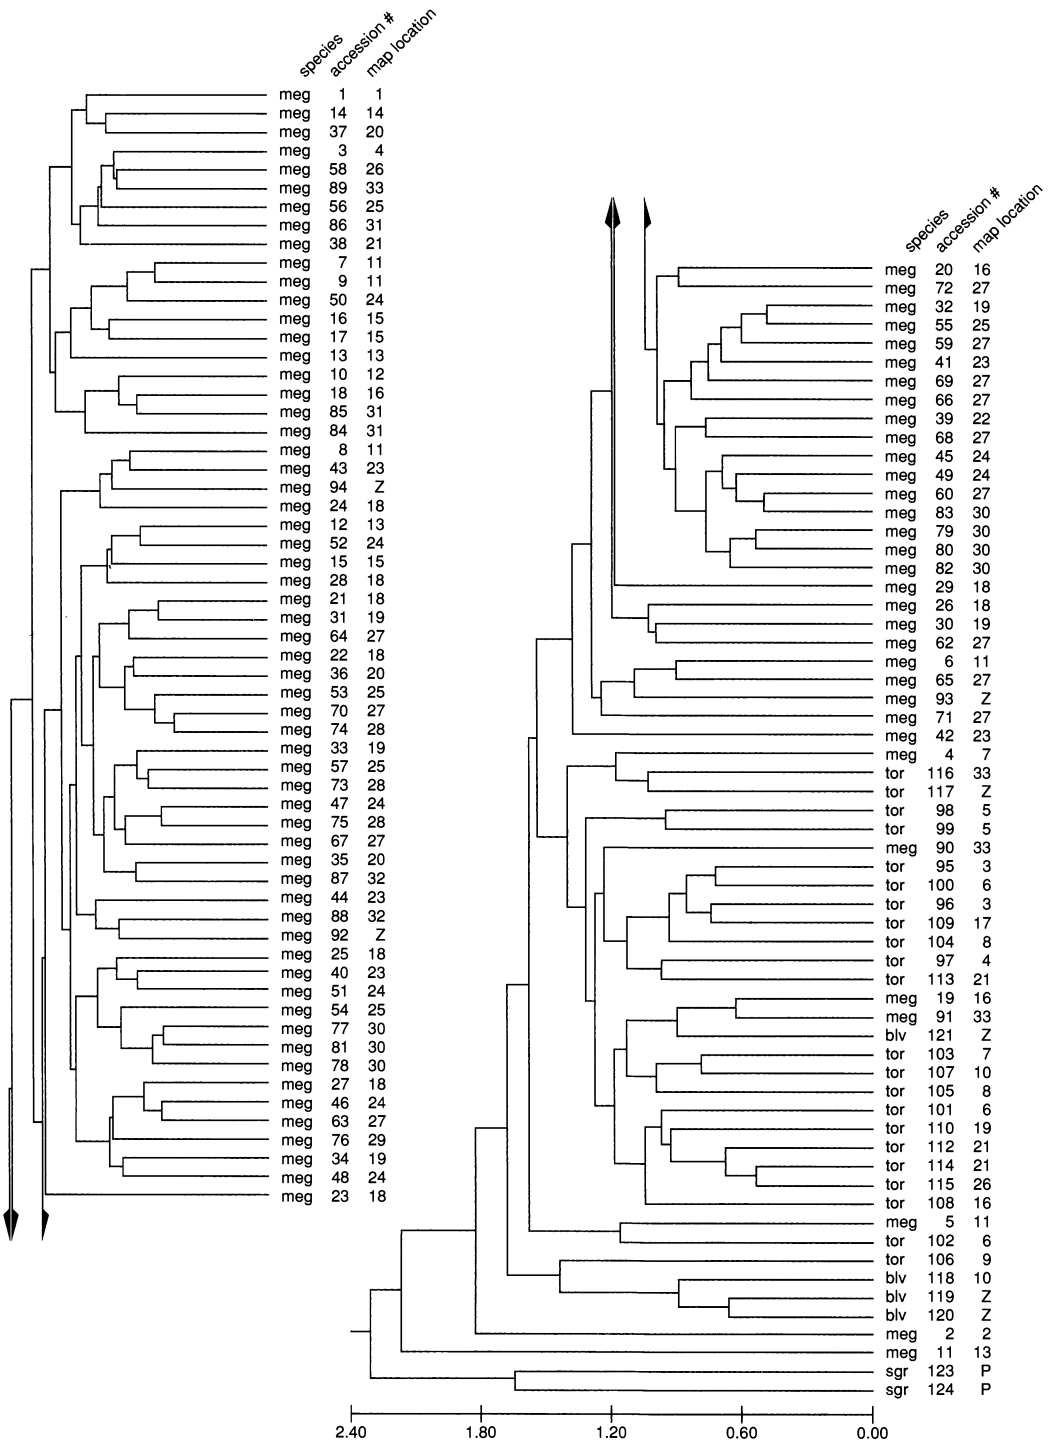 species accession # map location
meg 1 1
meg 14 14
meg 37 20
meg 3 4
meg 58 26
meg 89 33
meg 56 25
meg 86 31
meg 38 21
meg 7 11
meg 9 11
meg 50 24
meg 16 15
meg 17 15
meg 13 13
meg 10 12
meg 18 16
meg 85 31
meg 84 31
meg 8 11
meg 43 23
meg 94 Z
meg 24 18
meg 12 13
meg 52 24
meg 15 15
meg 28 18
meg 21 18
meg 31 19
meg 64 27
meg 22 18
meg 36 20
meg 53 25
meg 70 27
meg 74 28
meg 33 19
meg 57 25
meg 73 28
meg 47 24
meg 75 28
meg 67 27
meg 35 20
meg 87 32
meg 44 23
meg 88 32
meg 92 Z
meg 25 18
meg 40 23
meg 51 24
meg 54 25
meg 77 30
meg 81 30
meg 78 30
meg 27 18
meg 46 24
meg 63 27
meg 76 29
meg 34 19
meg 48 24
meg 23 18
species accession # map location
meg 20 16
meg 72 27
meg 32 19
meg 55 25
meg 59 27
meg 41 23
meg 69 27
meg 66 27
meg 39 22
meg 68 27
meg 45 24
meg 49 24
meg 60 27
meg 83 30
meg 79 30
meg 80 30
meg 82 30
meg 29 18
meg 26 18
meg 30 19
meg 62 27
meg 6 11
meg 65 27
meg 93 Z
meg 71 27
meg 42 23
meg 4 7
tor 116 33
tor 117 Z
tor 98 5
tor 99 5
meg 90 33
tor 95 3
tor 100 6
tor 96 3
tor 109 17
tor 104 8
tor 97 4
tor 113 21
meg 19 16
meg 91 33
blv 121 Z
tor 103 7
tor 107 10
tor 105 8
tor 101 6
tor 110 19
tor 112 21
tor 114 21
tor 115 26
tor 108 16
meg 5 11
tor 102 6
tor 106 9
blv 118 10
blv 119 Z
blv 120 Z
meg 2 2
meg 11 13
sgr 123 P
sgr 124 P
2.40 1.80 1.20 0.60 0.00